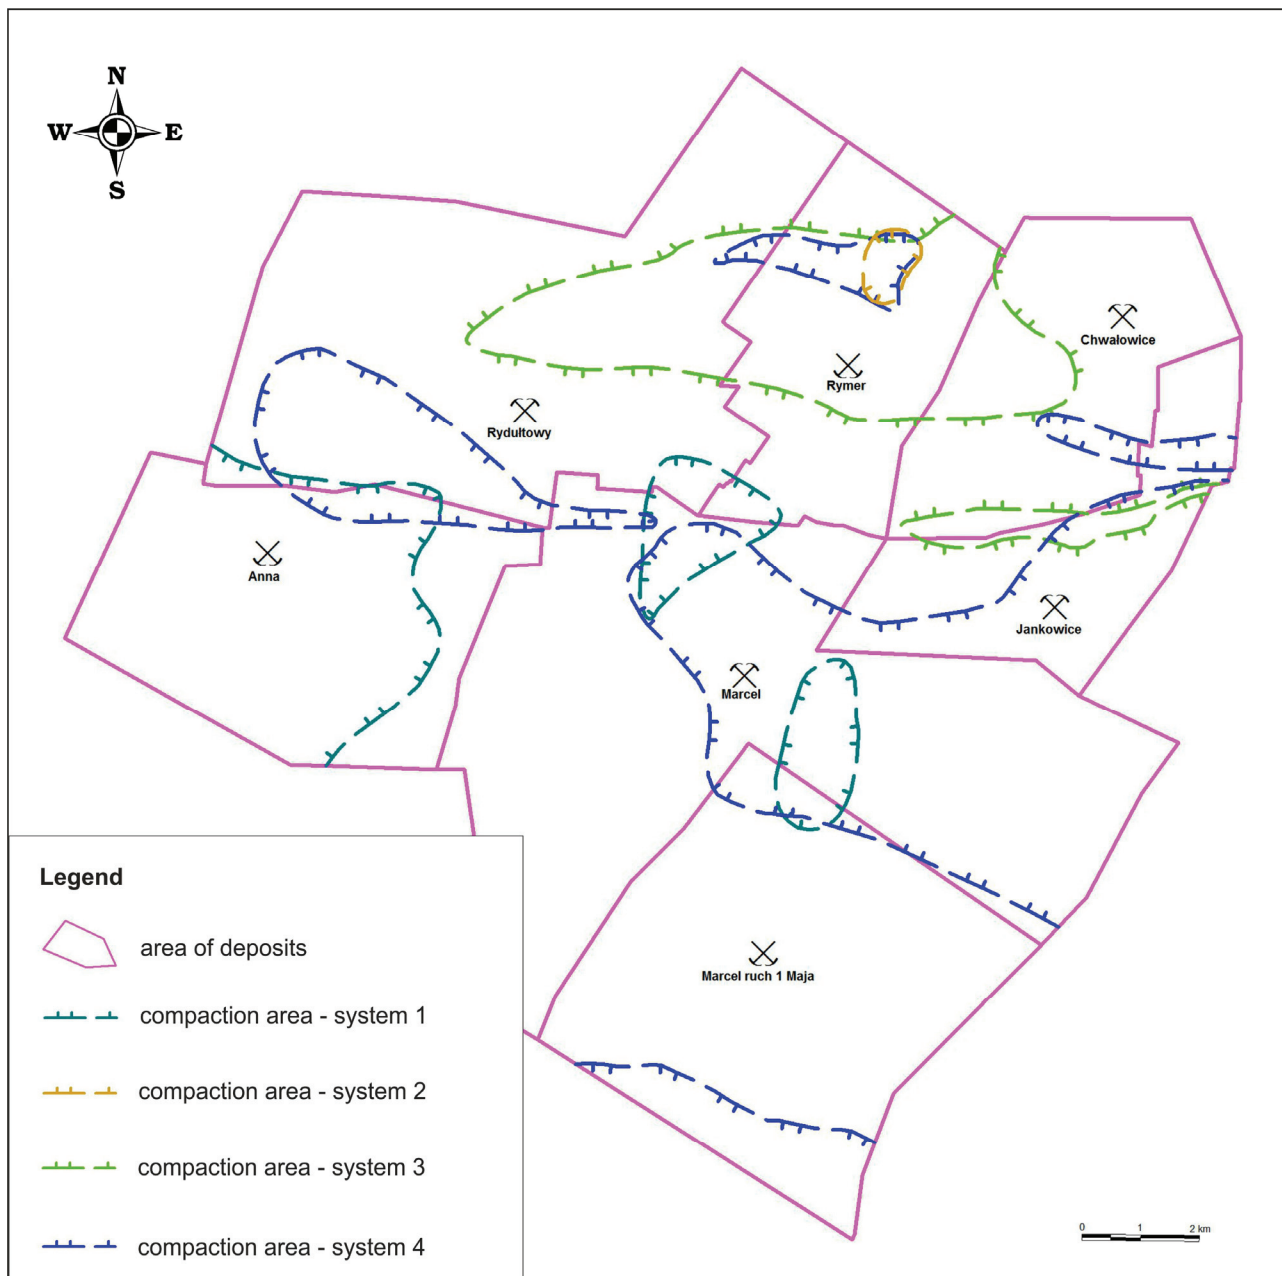 N
W E
S
Chwałowice
Rymer
Rydułtowy
Anna
Jankowice
Marcel
Marcel ruch 1 Maja
Legend
area of deposits
compaction area - system 1
compaction area - system 2
compaction area - system 3
compaction area - system 4
0 1 2 km